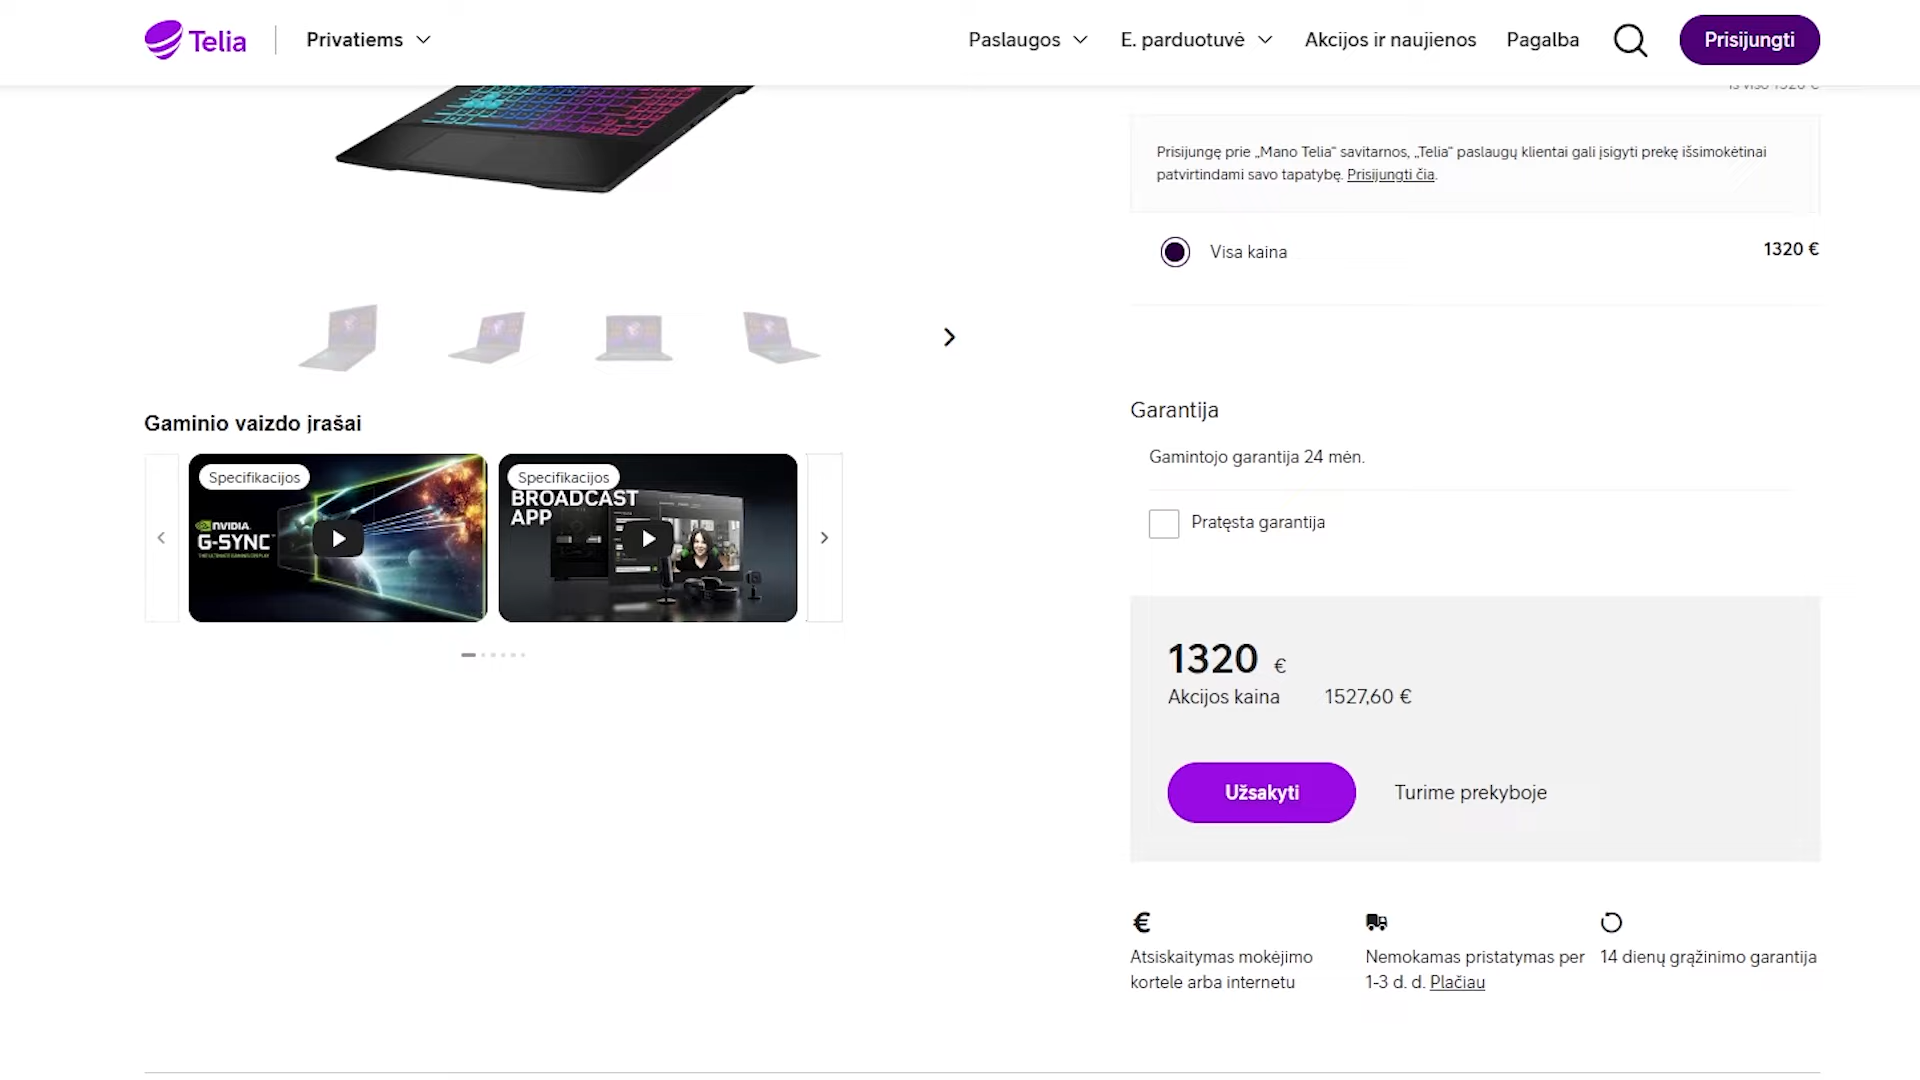 Telia
Privatiems
Paslaugos
E. parduotuvė
Akcijos ir naujienos
Pagalba
Prisijungti
Iš viso 1320 €
Prisijungę prie „Mano Telia“ savitarnos, „Telia“ paslaugų klientai gali įsigyti prekę išsimokėtinai
patvirtindami savo tapatybę. Prisijungti čia.
Visa kaina
1320 €
Gaminio vaizdo įrašai
Specifikacijos
NVIDIA
G-SYNC
Specifikacijos
BROADCAST
APP
Garantija
Gamintojo garantija 24 mėn.
Pratęsta garantija
1320 €
Akcijos kaina 1527,60 €
Užsakyti
Turime prekyboje
Atsiskaitymas mokėjimo
kortele arba internetu
Nemokamas pristatymas per
1-3 d. d. Plačiau
14 dienų grąžinimo garantija